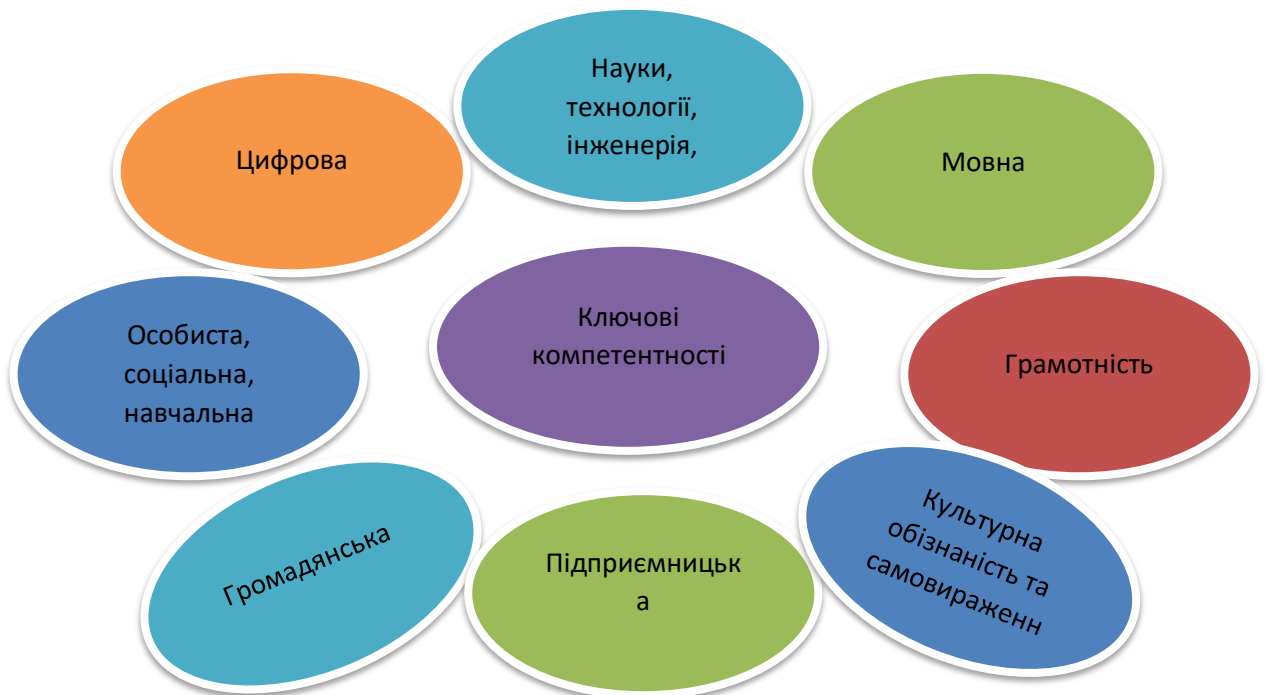 Науки,
технології,
інженерія,
Цифрова
Мовна
Особиста,
соціальна,
навчальна
Ключові
компетентності
Грамотність
Громадянська
Підприємницьк
а
Культурна
обізнаність та
самовираженн